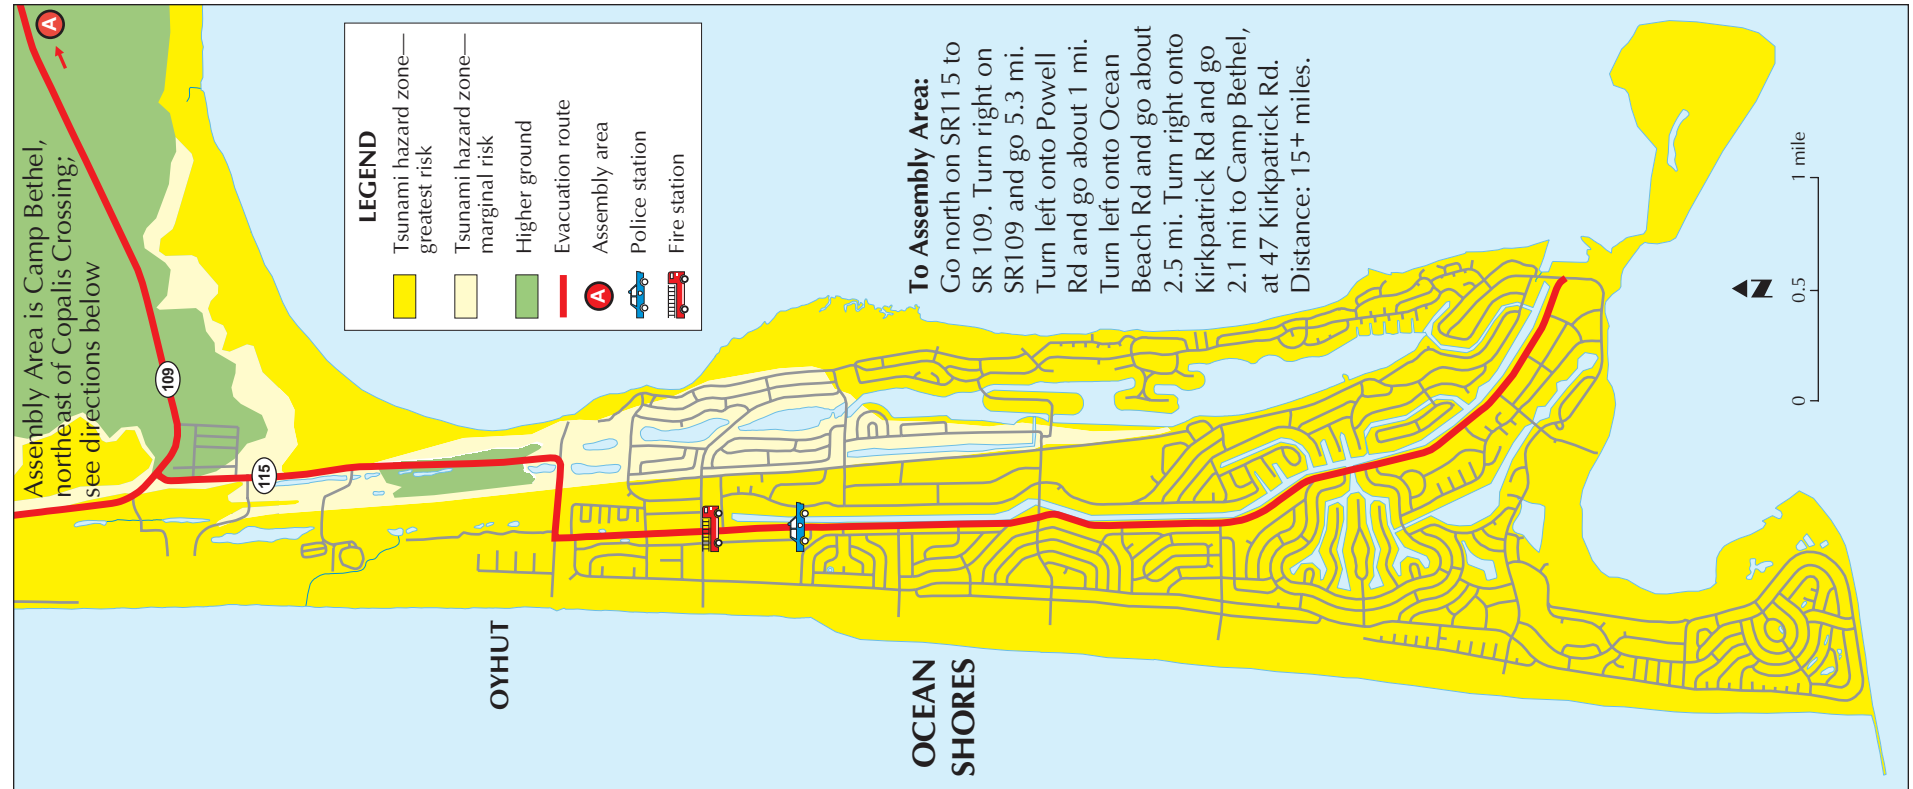 Assembly Area is Camp Bethel,
northeast of Copalis Crossing;
see directions below
A
109
115
LEGEND
Tsunami hazard zone—
greatest risk
Tsunami hazard zone—
marginal risk
Higher ground
Evacuation route
A
Assembly area
Police station
Fire station
OYHUT
OCEAN
SHORES
To Assembly Area:
Go north on SR115 to
SR 109. Turn right on
SR109 and go 5.3 mi.
Turn left onto Powell
Rd and go about 1 mi.
Turn left onto Ocean
Beach Rd and go about
2.5 mi. Turn right onto
Kirkpatrick Rd and go
2.1 mi to Camp Bethel,
at 47 Kirkpatrick Rd.
Distance: 15+ miles.
N
0 0.5 1 mile